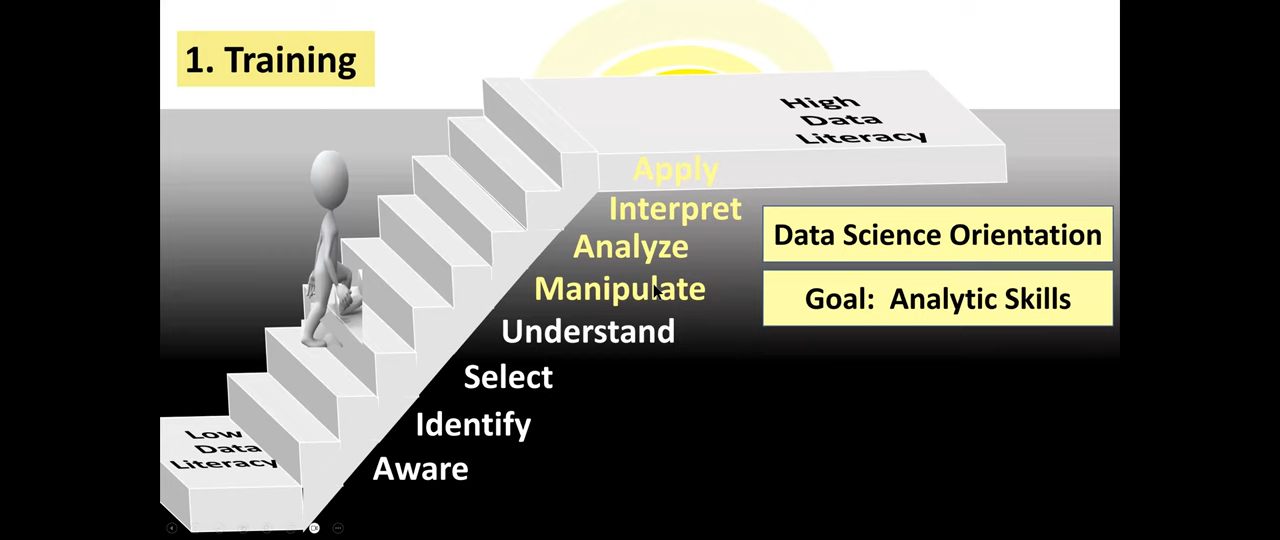 1. Training
High
Data
Literacy
Apply
Interpret
Analyze
Manipulate
Understand
Select
Identify
Aware
Data Science Orientation
Goal: Analytic Skills
Low
Data
Literacy